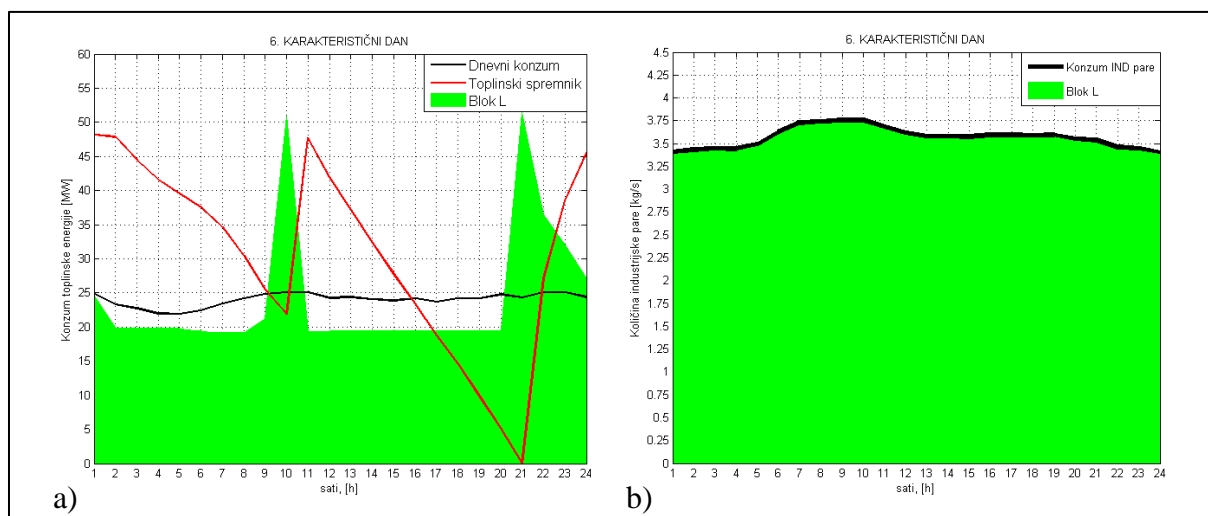 6. KARAKTERISTIČNI DAN
Dnevni konzum
Toplinski spremnik
Blok L
Konzum toplinske energije [MW]
60
55
50
45
40
35
30
25
20
15
10
5
0
1 2 3 4 5 6 7 8 9 10 11 12 13 14 15 16 17 18 19 20 21 22 23 24
sati, [h]
a)
6. KARAKTERISTIČNI DAN
Konzum IND pare
Blok L
Količina industrijske pare [kg/s]
4.5
4.25
4
3.75
3.5
3.25
3
2.75
2.5
2.25
2
1.75
1.5
1.25
1
0.75
0.5
0.25
0
1 2 3 4 5 6 7 8 9 10 11 12 13 14 15 16 17 18 19 20 21 22 23 24
sati, [h]
b)